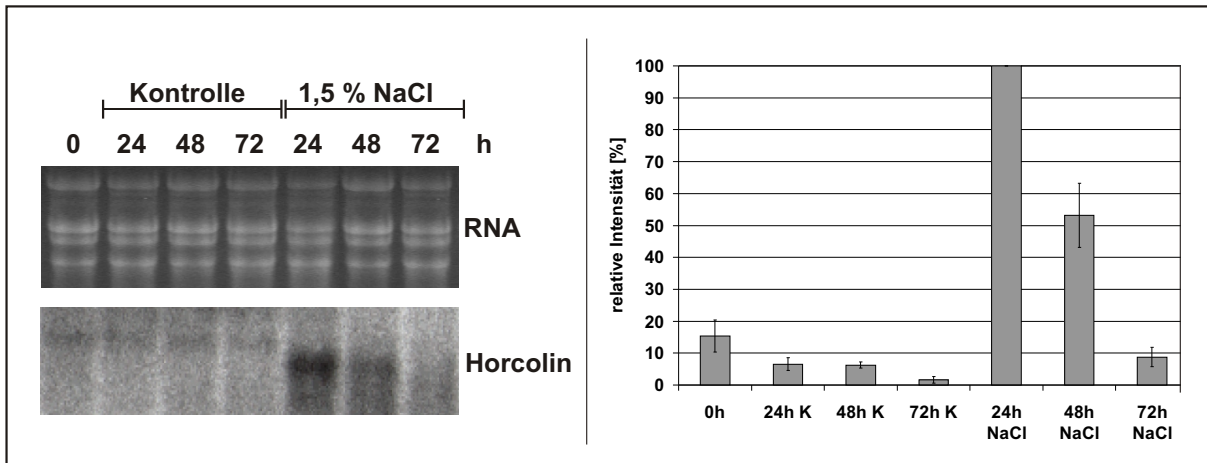 Kontrolle 1,5 % NaCl
0 24 48 72 24 48 72 h
RNA
Horcolin
relative Intensität [%]
100
90
80
70
60
50
40
30
20
10
0
0h 24h K 48h K 72h K 24h 48h 72h
NaCl NaCl NaCl